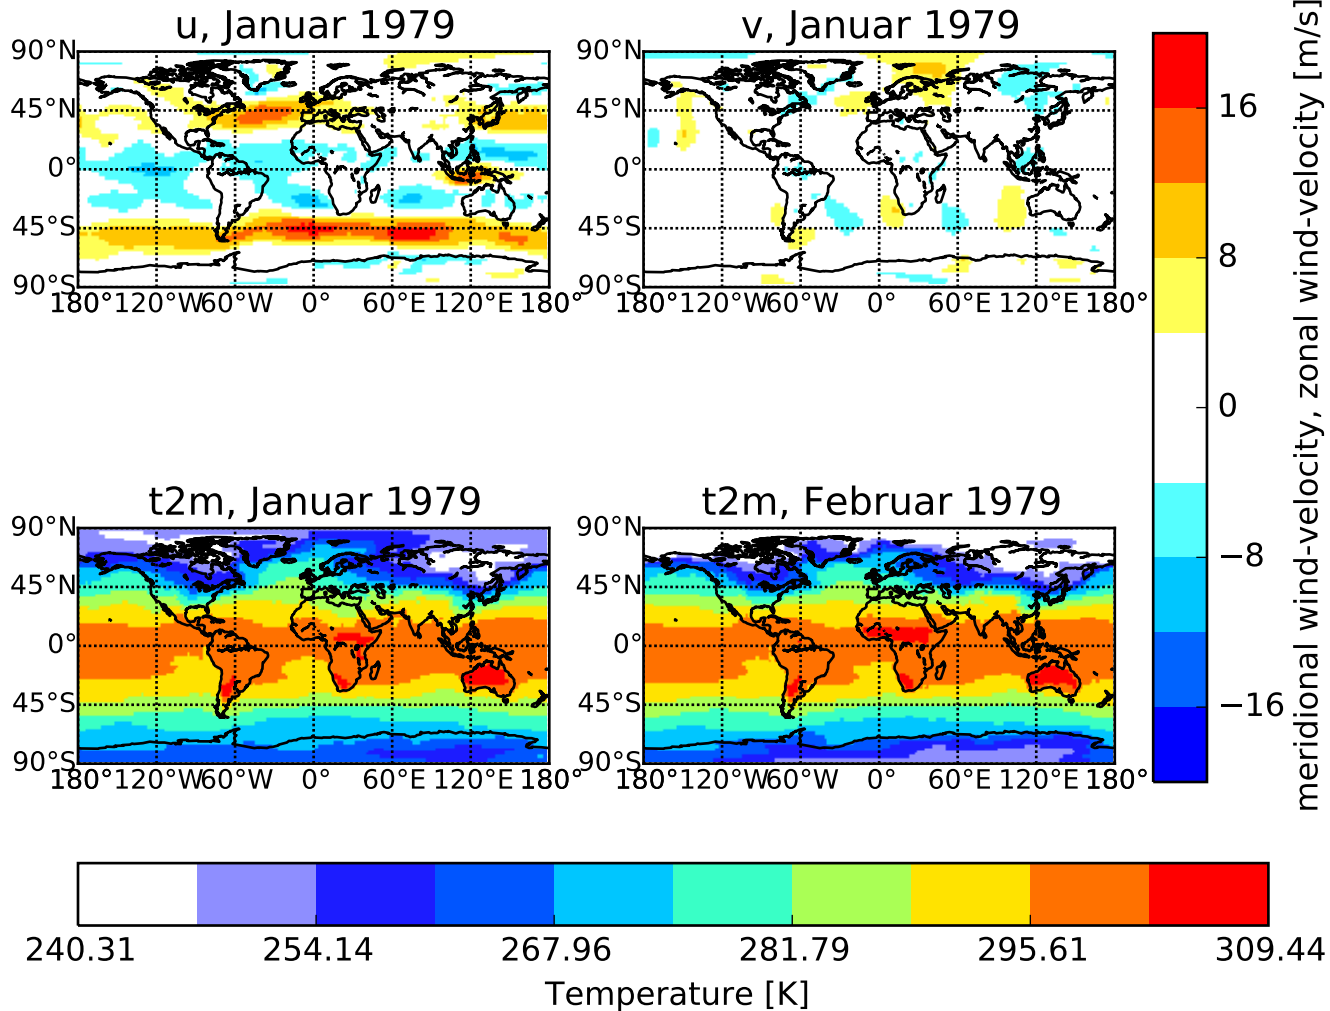 u, Januar 1979
v, Januar 1979
90°N
45°N
0°
45°S
90°S
180°120°W60°W 0° 60°E 120°E 180°
90°N
45°N
0°
45°S
90°S
180°120°W60°W 0° 60°E 120°E 180°
16
8
0
−8
−16
meridional wind-velocity, zonal wind-velocity [m/s]
t2m, Januar 1979
t2m, Februar 1979
90°N
45°N
0°
45°S
90°S
180°120°W60°W 0° 60°E 120°E 180°
90°N
45°N
0°
45°S
90°S
180°120°W60°W 0° 60°E 120°E 180°
240.31 254.14 267.96 281.79 295.61 309.44
Temperature [K]